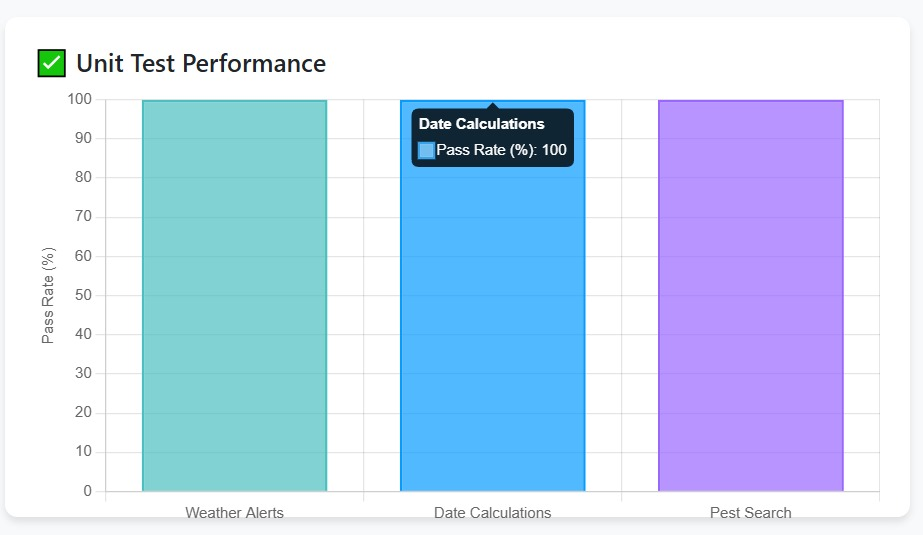 ✅ Unit Test Performance
100
Date Calculations
Pass Rate (%): 100
90
80
70
60
50
40
30
20
10
0
Pass Rate (%)
Weather Alerts
Date Calculations
Pest Search